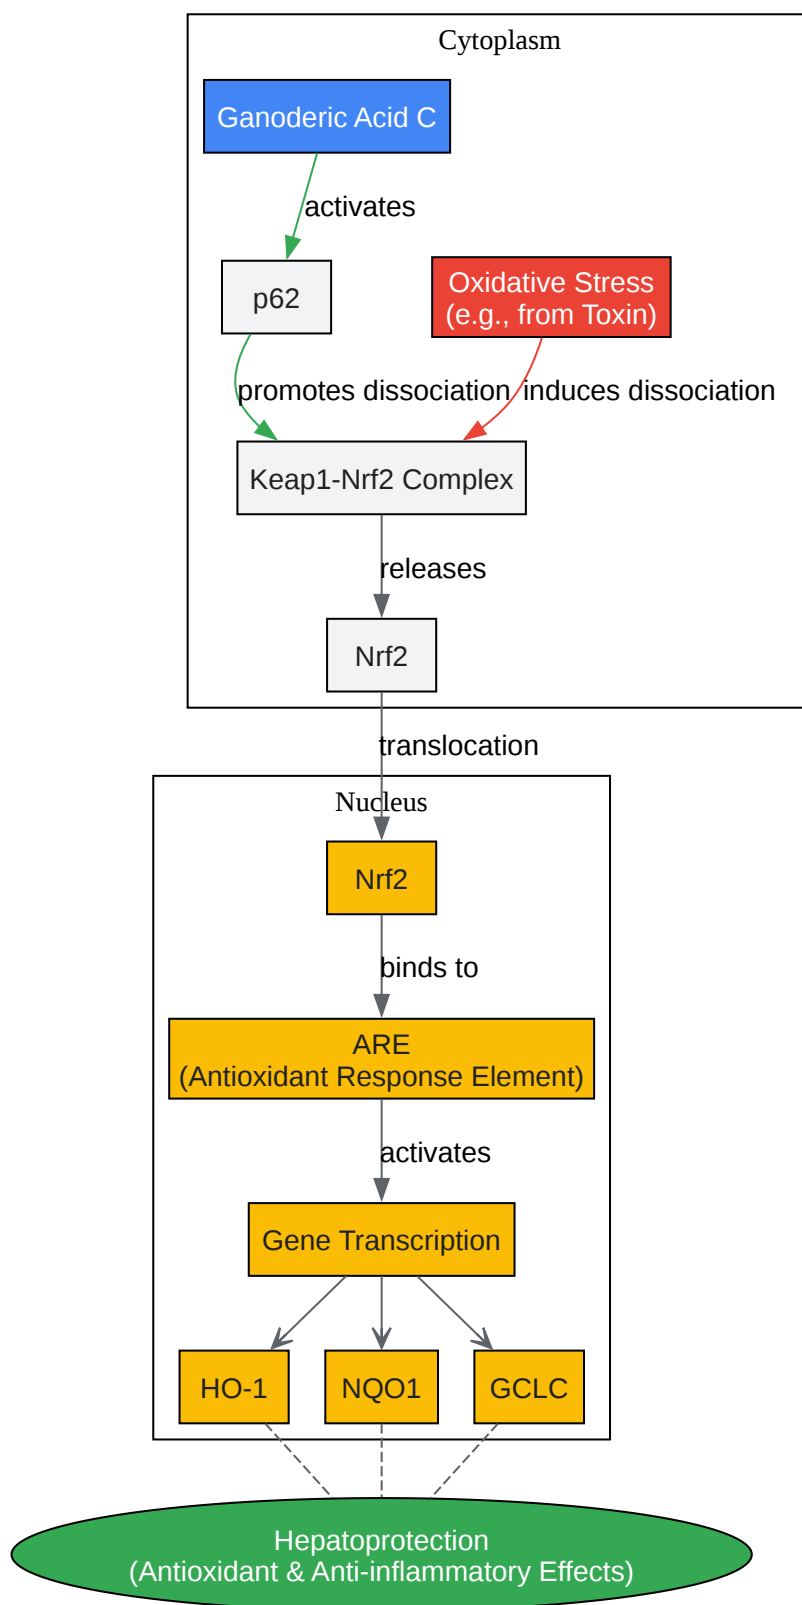 Cytoplasm
Ganoderic Acid C
activates
p62
Oxidative Stress
(e.g., from Toxin)
promotes dissociation
induces dissociation
Keap1-Nrf2 Complex
releases
Nrf2
translocation
Nucleus
Nrf2
binds to
ARE
(Antioxidant Response Element)
activates
Gene Transcription
HO-1
NQO1
GCLC
Hepatoprotection
(Antioxidant & Anti-inflammatory Effects)